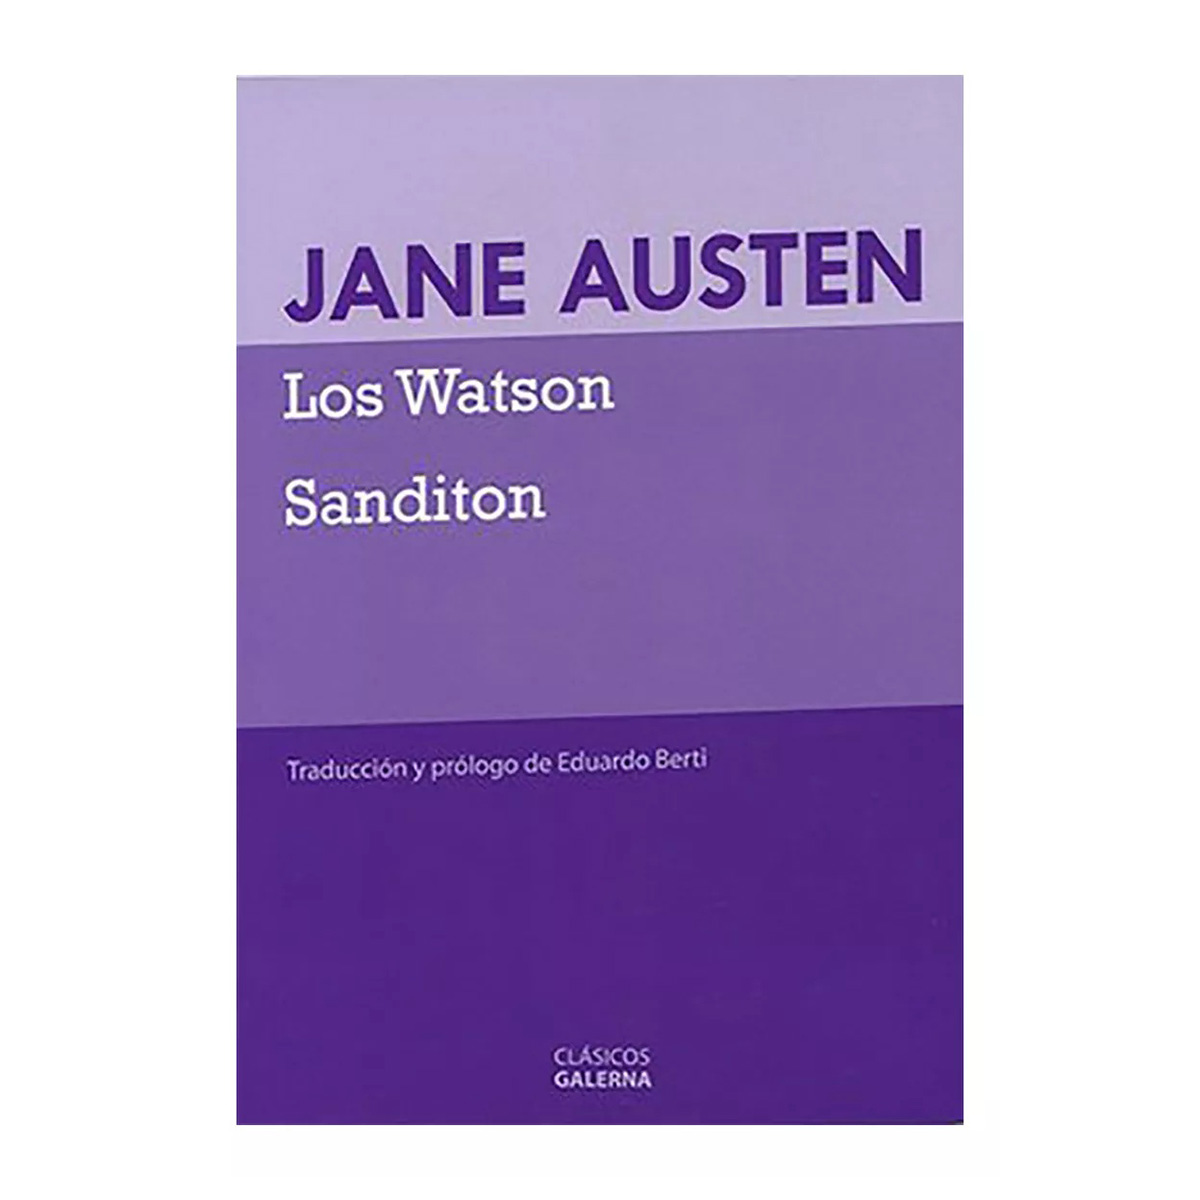 JANE AUSTEN
Los Watson
Sanditon
Traducción y prólogo de Eduardo Berti
CLÁSICOS
GALERNA